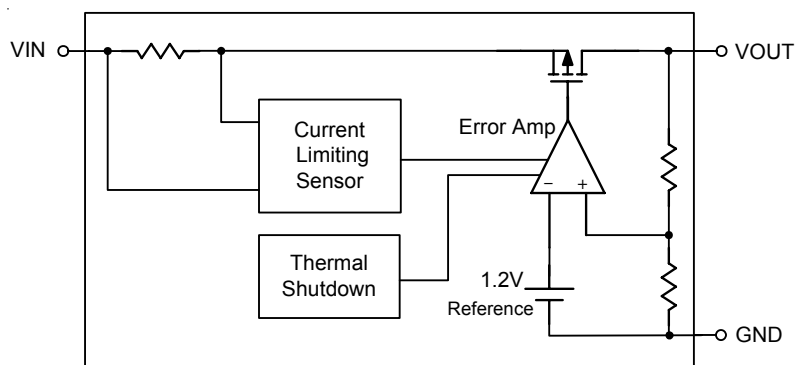 VIN
VOUT
Error Amp
Current
Limiting
Sensor
− +
Thermal
Shutdown
1.2V
Reference
GND